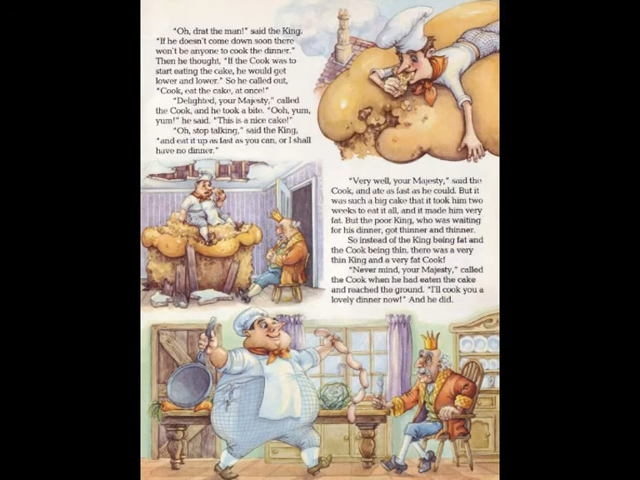 "Oh, drat the man!" said the King.
"If he doesn't come down soon there
won't be anyone to cook the dinner."
Then he thought, "If the Cook was to
start eating the cake, he would get
lower and lower." So he called out,
"Cook, eat the cake, at once!"
"Delighted, your Majesty," called
the Cook, and he took a bite. "Ooh, yum,
yum!" he said. "This is a nice cake!"
"Oh, stop talking," said the King,
"and eat it up as fast as you can, or I shall
have no dinner."
"Very well, your Majesty," said the
Cook, and ate as fast as he could. But it
was such a big cake that it took him two
weeks to eat it all, and it made him very
fat. But the poor King, who was waiting
for his dinner, got thinner and thinner.
So instead of the King being fat and
the Cook being thin, there was a very
thin King and a very fat Cook!
"Never mind, your Majesty," called
the Cook when he had eaten the cake
and reached the ground. "I'll cook you a
lovely dinner now!" And he did.